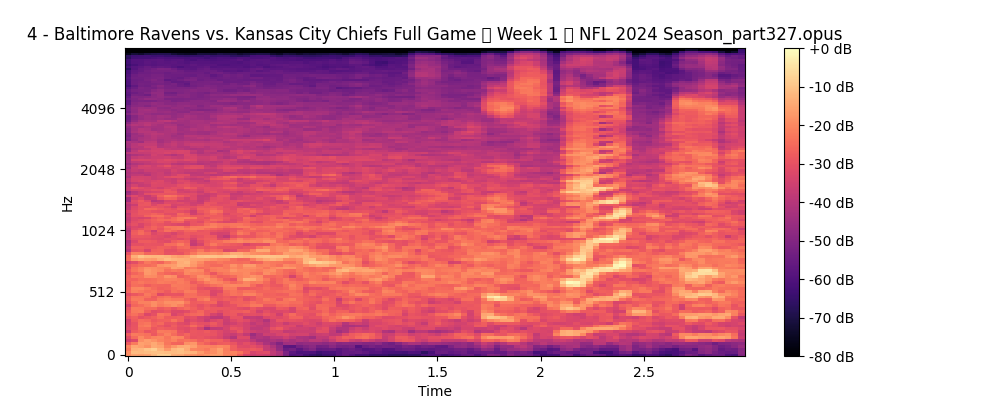 4 - Baltimore Ravens vs. Kansas City Chiefs Full Game ▯ Week 1 ▯ NFL 2024 Season_part327.opus
+0 dB
-10 dB
-20 dB
-30 dB
-40 dB
-50 dB
-60 dB
-70 dB
-80 dB
4096
2048
1024
512
0
Hz
0
0.5
1
1.5
2
2.5
Time